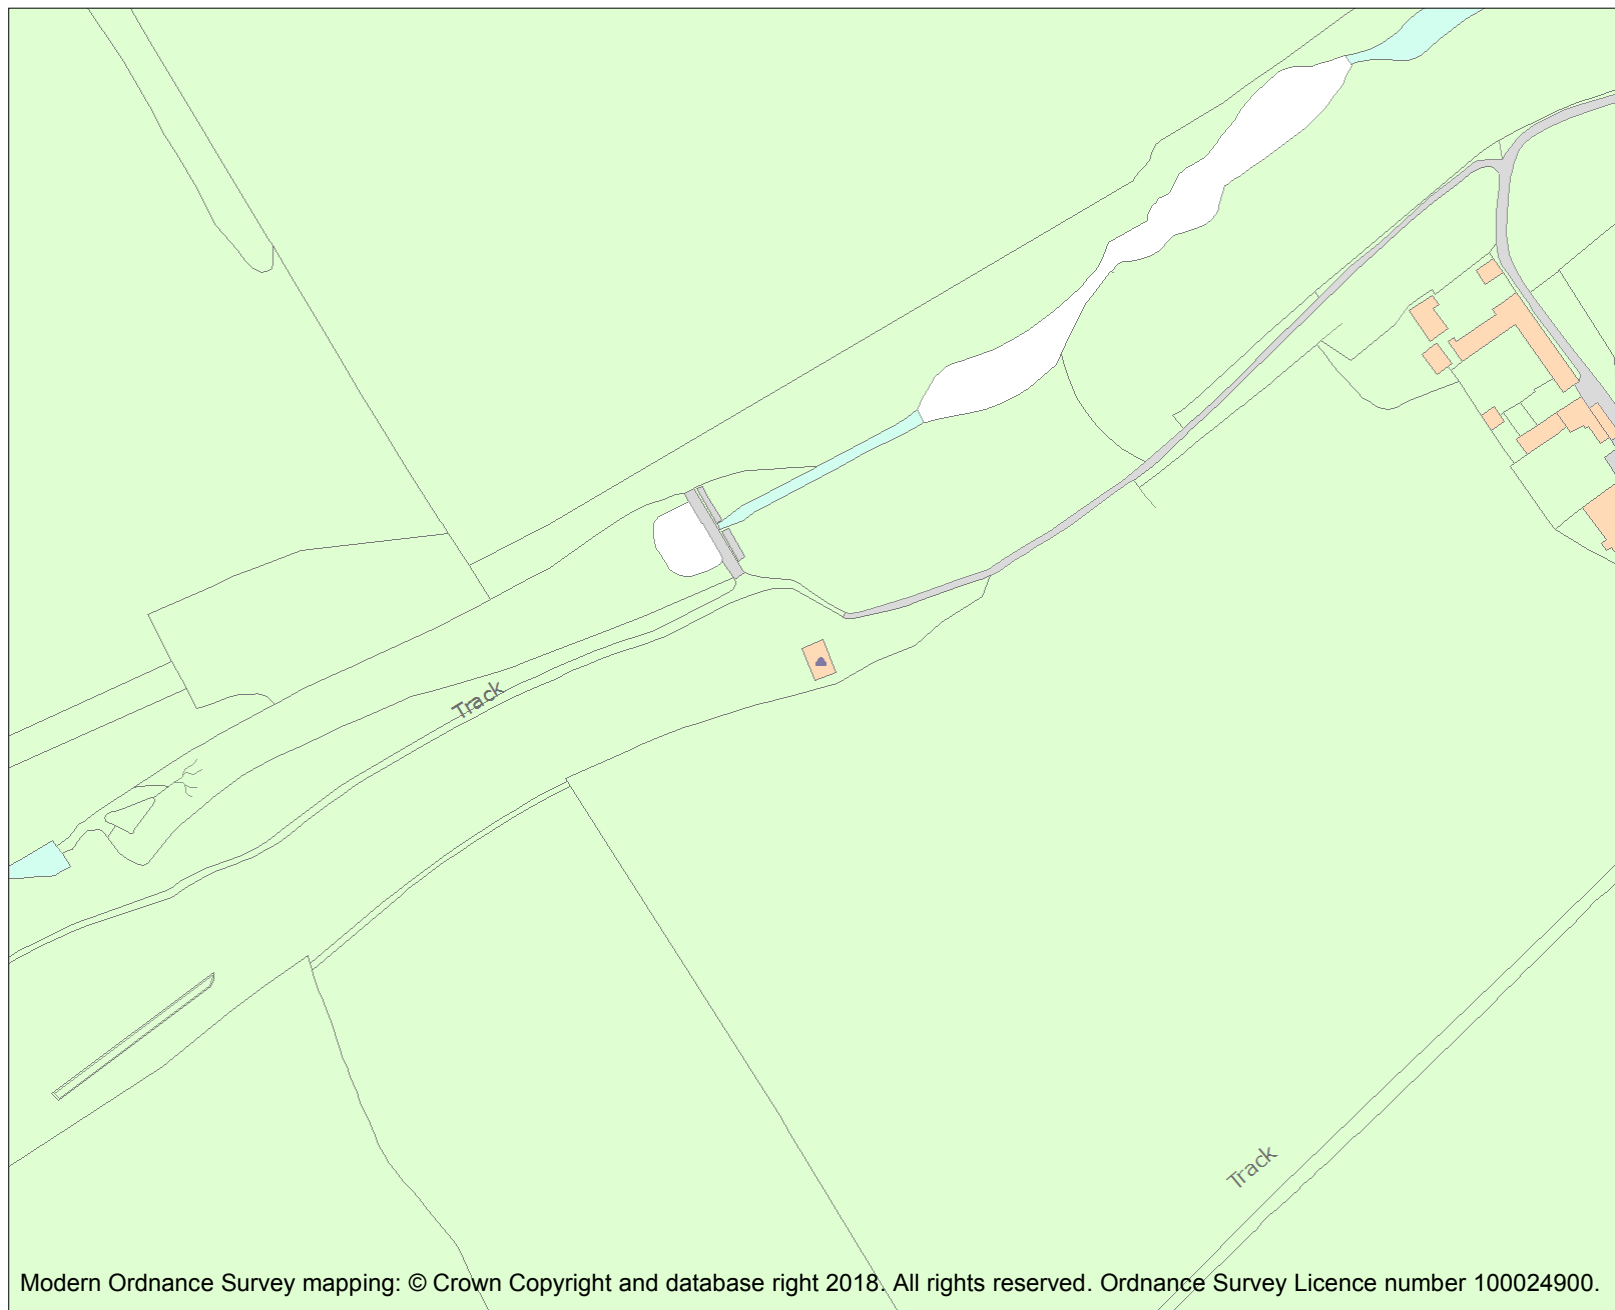 Track
Track
Modern Ordnance Survey mapping: © Crown Copyright and database right 2018. All rights reserved. Ordnance Survey Licence number 100024900.